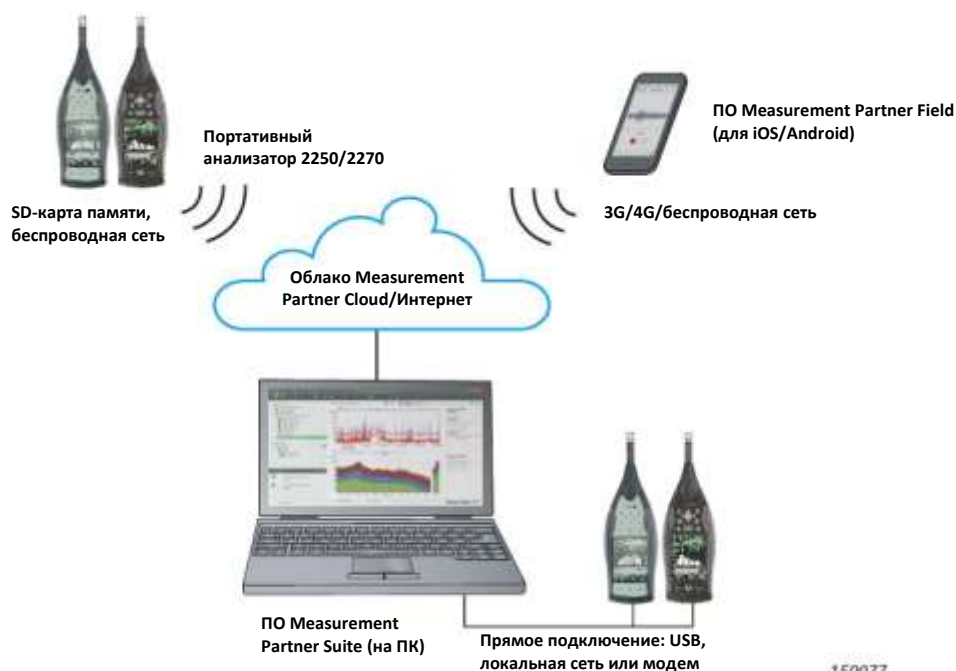 Портативный
анализатор 2250/2270
SD-карта памяти,
беспроводная сеть
ПО Measurement Partner Field
(для iOS/Android)
3G/4G/беспроводная сеть
Облако Measurement
Partner Cloud/Интернет
ПО Measurement
Partner Suite (на ПК)
Прямое подключение: USB,
локальная сеть или модем